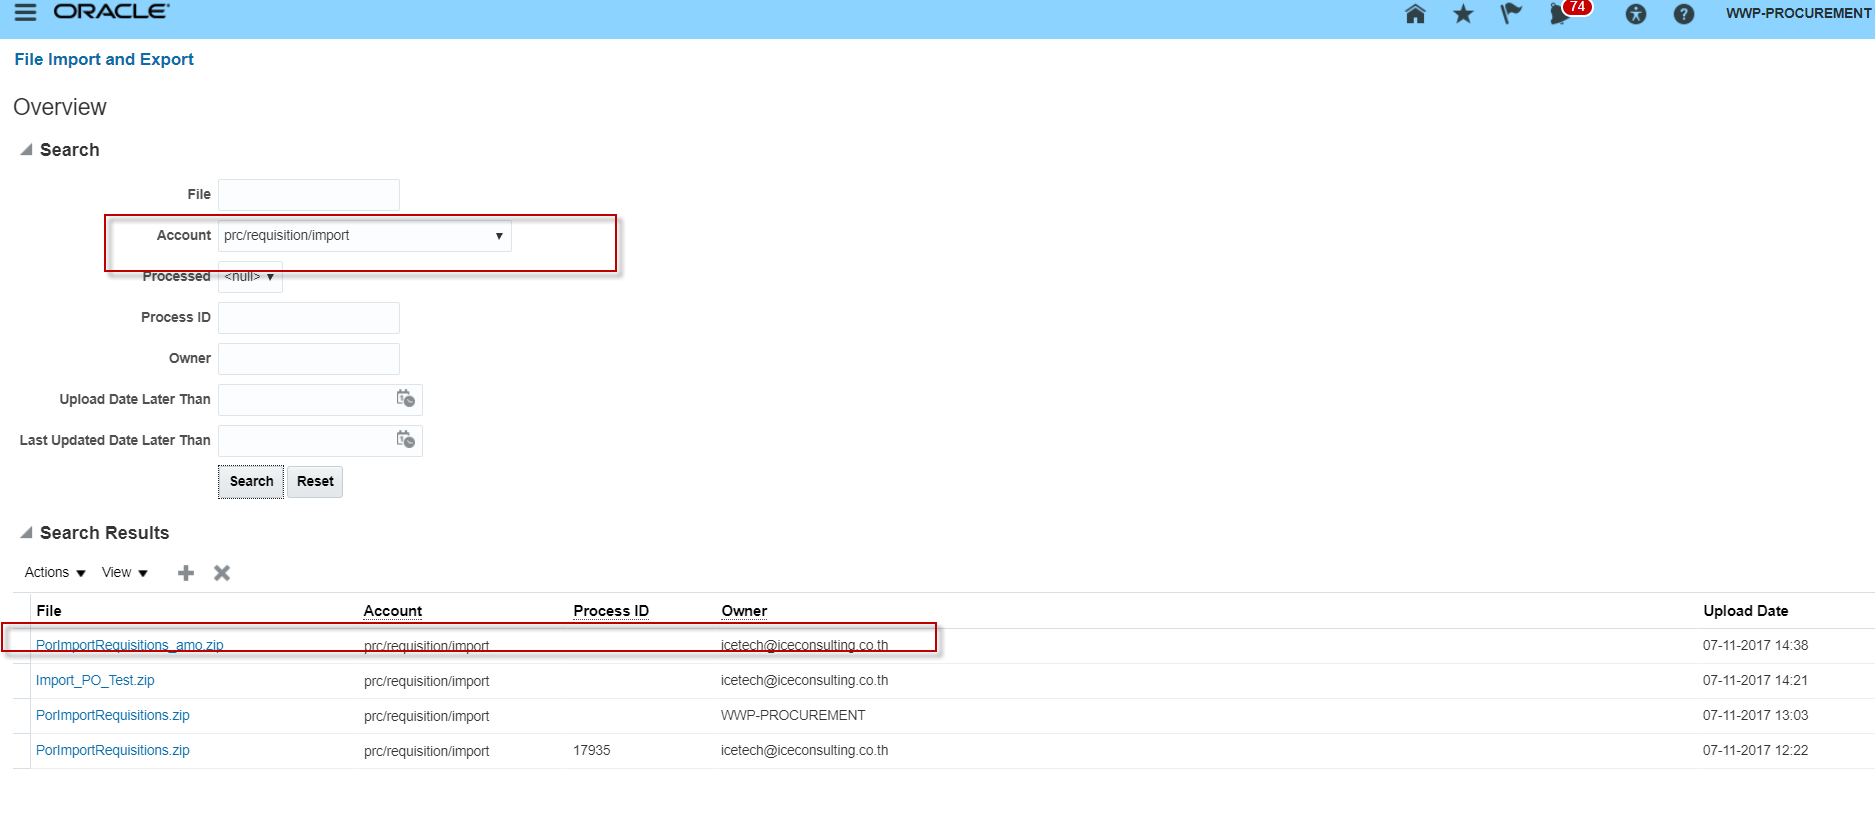 ORACLE®
74
WWP-PROCUREMENT
File Import and Export
Overview
Search
File
Account prc/requisition/import
Processed <null>
Process ID
Owner
Upload Date Later Than
Last Updated Date Later Than
Search Reset
Search Results
Actions View
File Account Process ID Owner Upload Date
PorImportRequisitions_amo.zip prc/requisition/import icetech@iceconsulting.co.th 07-11-2017 14:38
Import_PO_Test.zip prc/requisition/import icetech@iceconsulting.co.th 07-11-2017 14:21
PorImportRequisitions.zip prc/requisition/import WWP-PROCUREMENT 07-11-2017 13:03
PorImportRequisitions.zip prc/requisition/import 17935 icetech@iceconsulting.co.th 07-11-2017 12:22